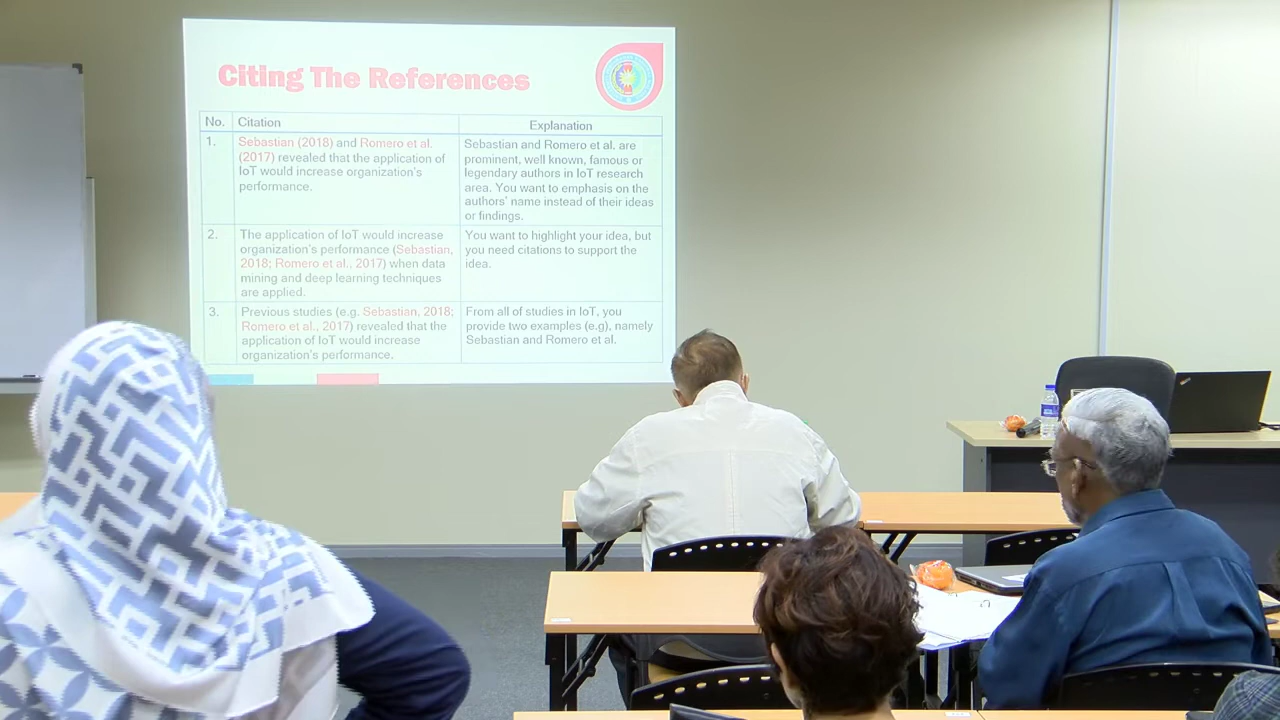 Citing The References
No. Citation Explanation
1. Sebastian (2018) and Romero et al.
(2017) revealed that the application of
IoT would increase organization's
performance.
Sebastian and Romero et al. are
prominent, well known, famous or
legendary authors in IoT research
area. You want to emphasis on the
authors' name instead of their ideas
or findings.
2. The application of IoT would increase
organization's performance (Sebastian,
2018; Romero et al., 2017) when data
mining and deep learning techniques
are applied.
You want to highlight your idea, but
you need citations to support the
idea.
3. Previous studies (e.g. Sebastian, 2018;
Romero et al., 2017) revealed that the
application of IoT would increase
organization's performance.
From all of studies in IoT, you
provide two examples (e.g), namely
Sebastian and Romero et al.